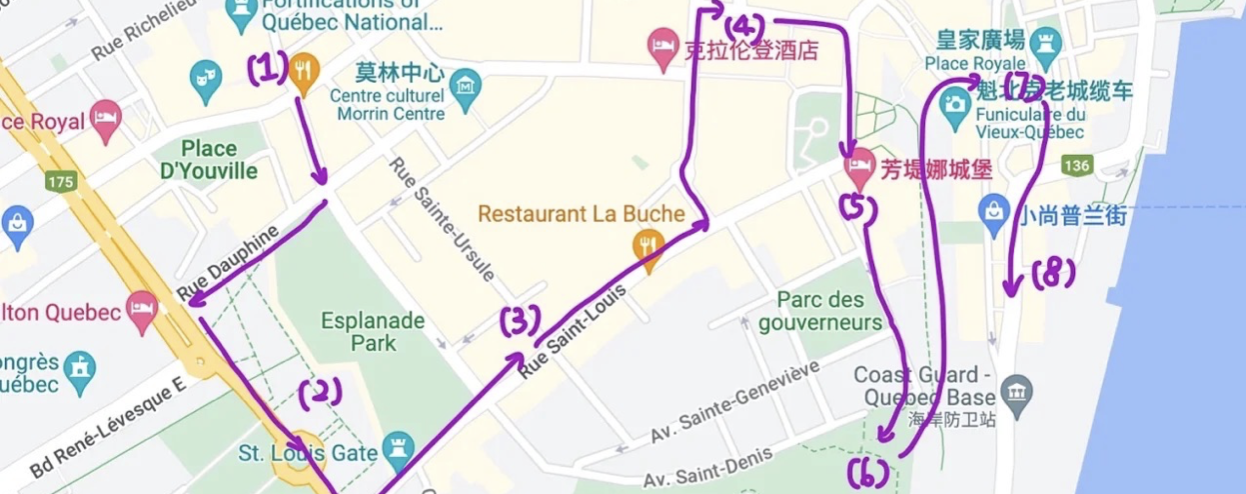 Fortifications of
Québec National...
Rue Richelieu
(1)
莫林中心
Centre culturel
Morrin Centre
(4)
克拉伦登酒店
皇家廣場
Place Royale
(7)
魁北克老城缆车
Funiculaire du
Vieux-Québec
ce Royal
Place
D'Youville
175
136
芳堤娜城堡
(5)
小尚普兰街
Rue Sainte-Ursule
Restaurant La Buche
Rue Dauphine
(8)
lton Quebec
Esplanade
Park
(3)
Rue Saint-Louis
Parc des
gouverneurs
ongrès
uébec
Bd René-Lévesque E
(2)
Coast Guard -
Quebec Base
海岸防卫站
Av. Sainte-Geneviève
St. Louis Gate
Av. Saint-Denis
(6)